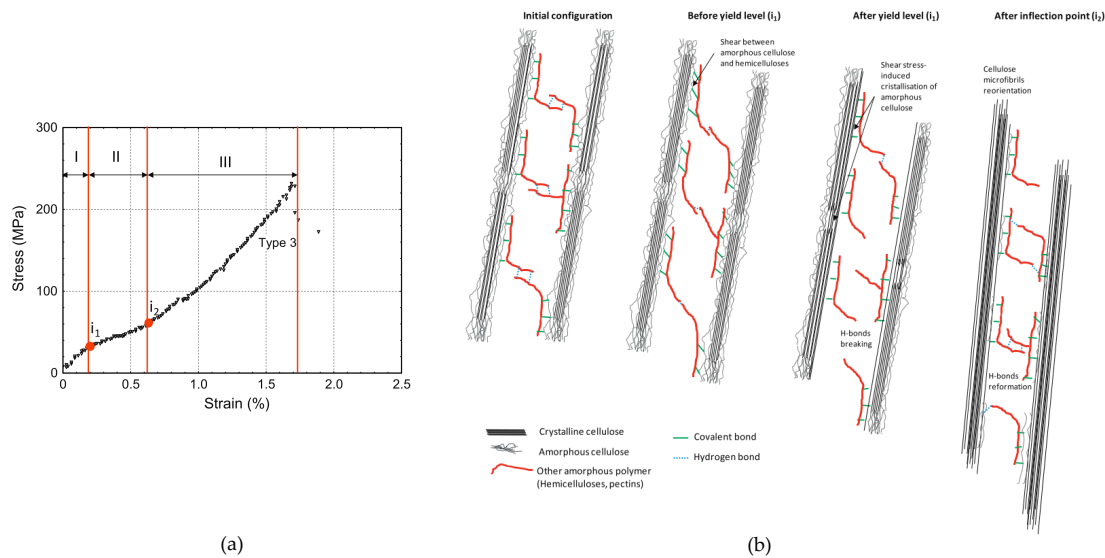 Initial configuration
Before yield level (i₁)
After yield level (i₁)
After inflection point (i₂)
Shear between
amorphous cellulose
and hemicelluloses
Shear stress-
induced
cristallisation of
amorphous
cellulose
Cellulose
microfibrils
reorientation
H-bonds
breaking
H-bonds
reformation
Crystalline cellulose
Amorphous cellulose
Other amorphous polymer
(Hemicelluloses, pectins)
Covalent bond
Hydrogen bond
300
200
100
0
Stress (MPa)
I
II
III
Type 3
i₁
i₂
0.0
0.5
1.0
1.5
2.0
2.5
Strain (%)
(a)
(b)